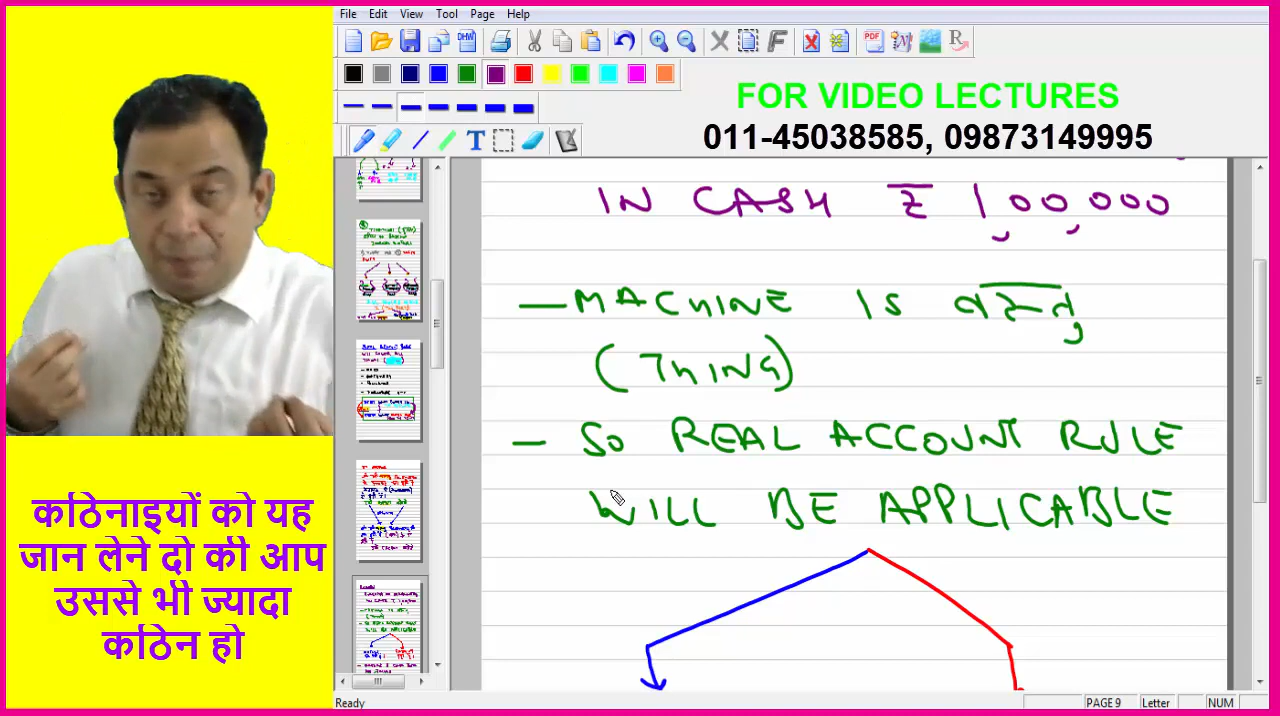 File Edit View Tool Page Help
FOR VIDEO LECTURES
011-45038585, 09873149995
IN CASH ₹ 1,00,000
— MACHINE IS वस्तु
(THING)
- SO REAL ACCOUNT RULE
WILL BE APPLICABLE
कठिनाइयों को यह
जान लेने दो की आप
उससे भी ज्यादा
कठिन हो
Ready PAGE 9 Letter NUM